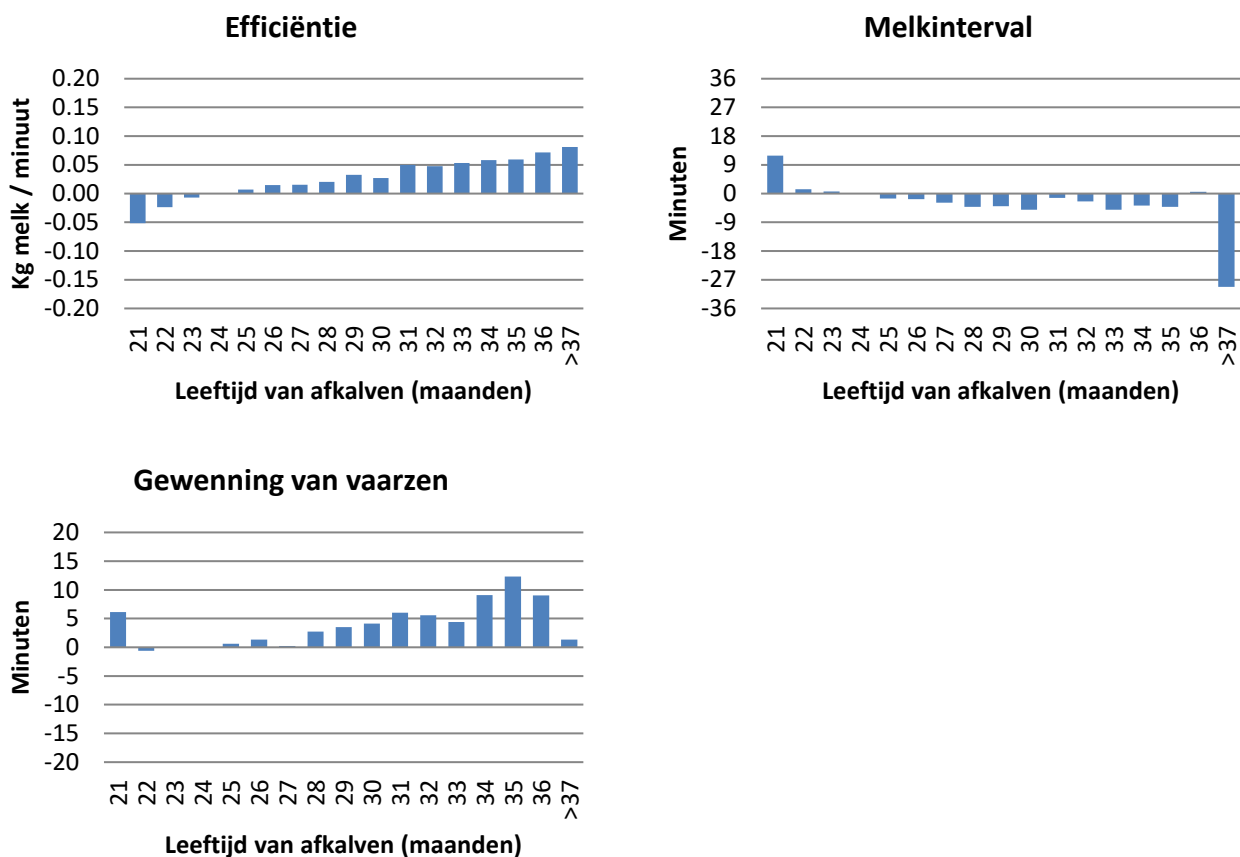 Efficiëntie
Kg melk / minuut
0.20
0.15
0.10
0.05
0.00
-0.05
-0.10
-0.15
-0.20
21 22 23 24 25 26 27 28 29 30 31 32 33 34 35 36 >37
Leeftijd van afkalven (maanden)
Melkinterval
Minuten
36
27
18
9
0
-9
-18
-27
-36
21 22 23 24 25 26 27 28 29 30 31 32 33 34 35 36 >37
Leeftijd van afkalven (maanden)
Gewenning van vaarzen
Minuten
20
15
10
5
0
-5
-10
-15
-20
21 22 23 24 25 26 27 28 29 30 31 32 33 34 35 36 >37
Leeftijd van afkalven (maanden)